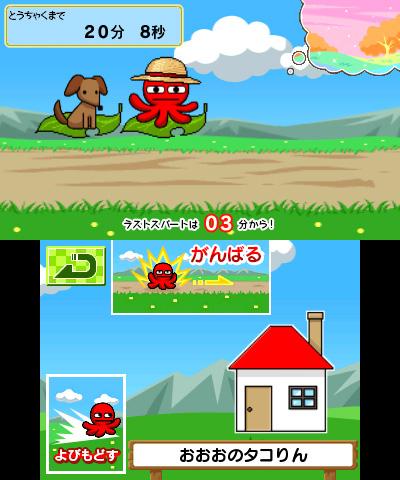 とうちゃくまで
20分 8秒
ラストスパートは 03 分から!
がんばる
よびもどす
おおおのタコりん